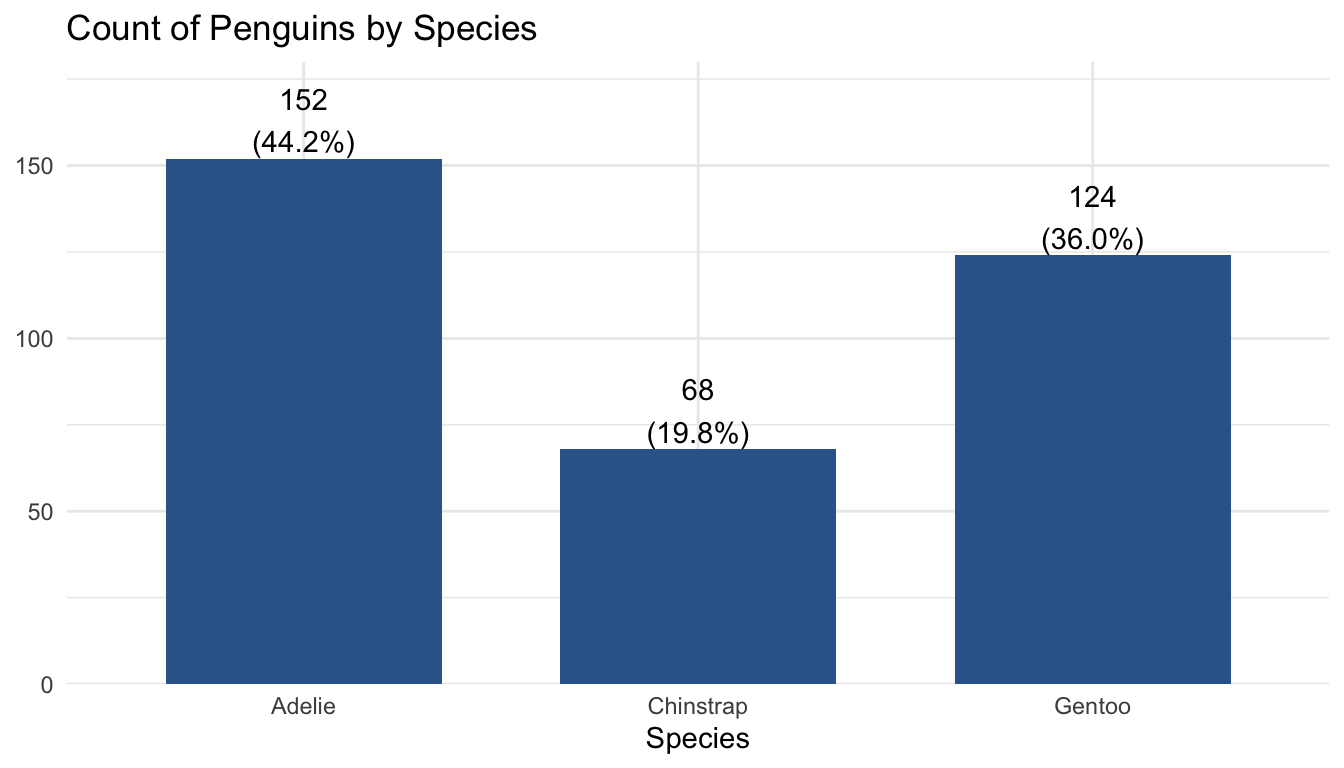 Count of Penguins by Species
152
(44.2%)
124
(36.0%)
68
(19.8%)
150
100
50
0
Adelie
Chinstrap
Gentoo
Species